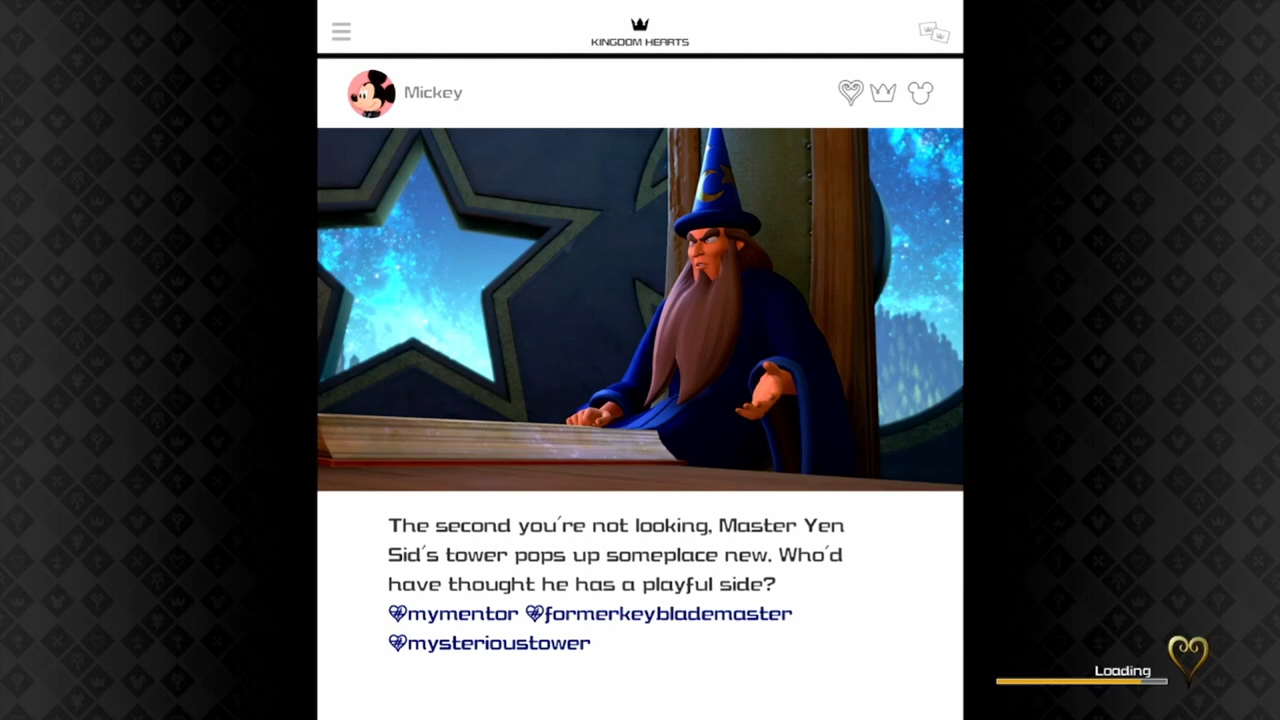 KINGDOM HEARTS
Mickey
The second you're not looking, Master Yen
Sid's tower pops up someplace new. Who'd
have thought he has a playful side?
#mymentor #formerkeyblademaster
#mysterioustower
Loading